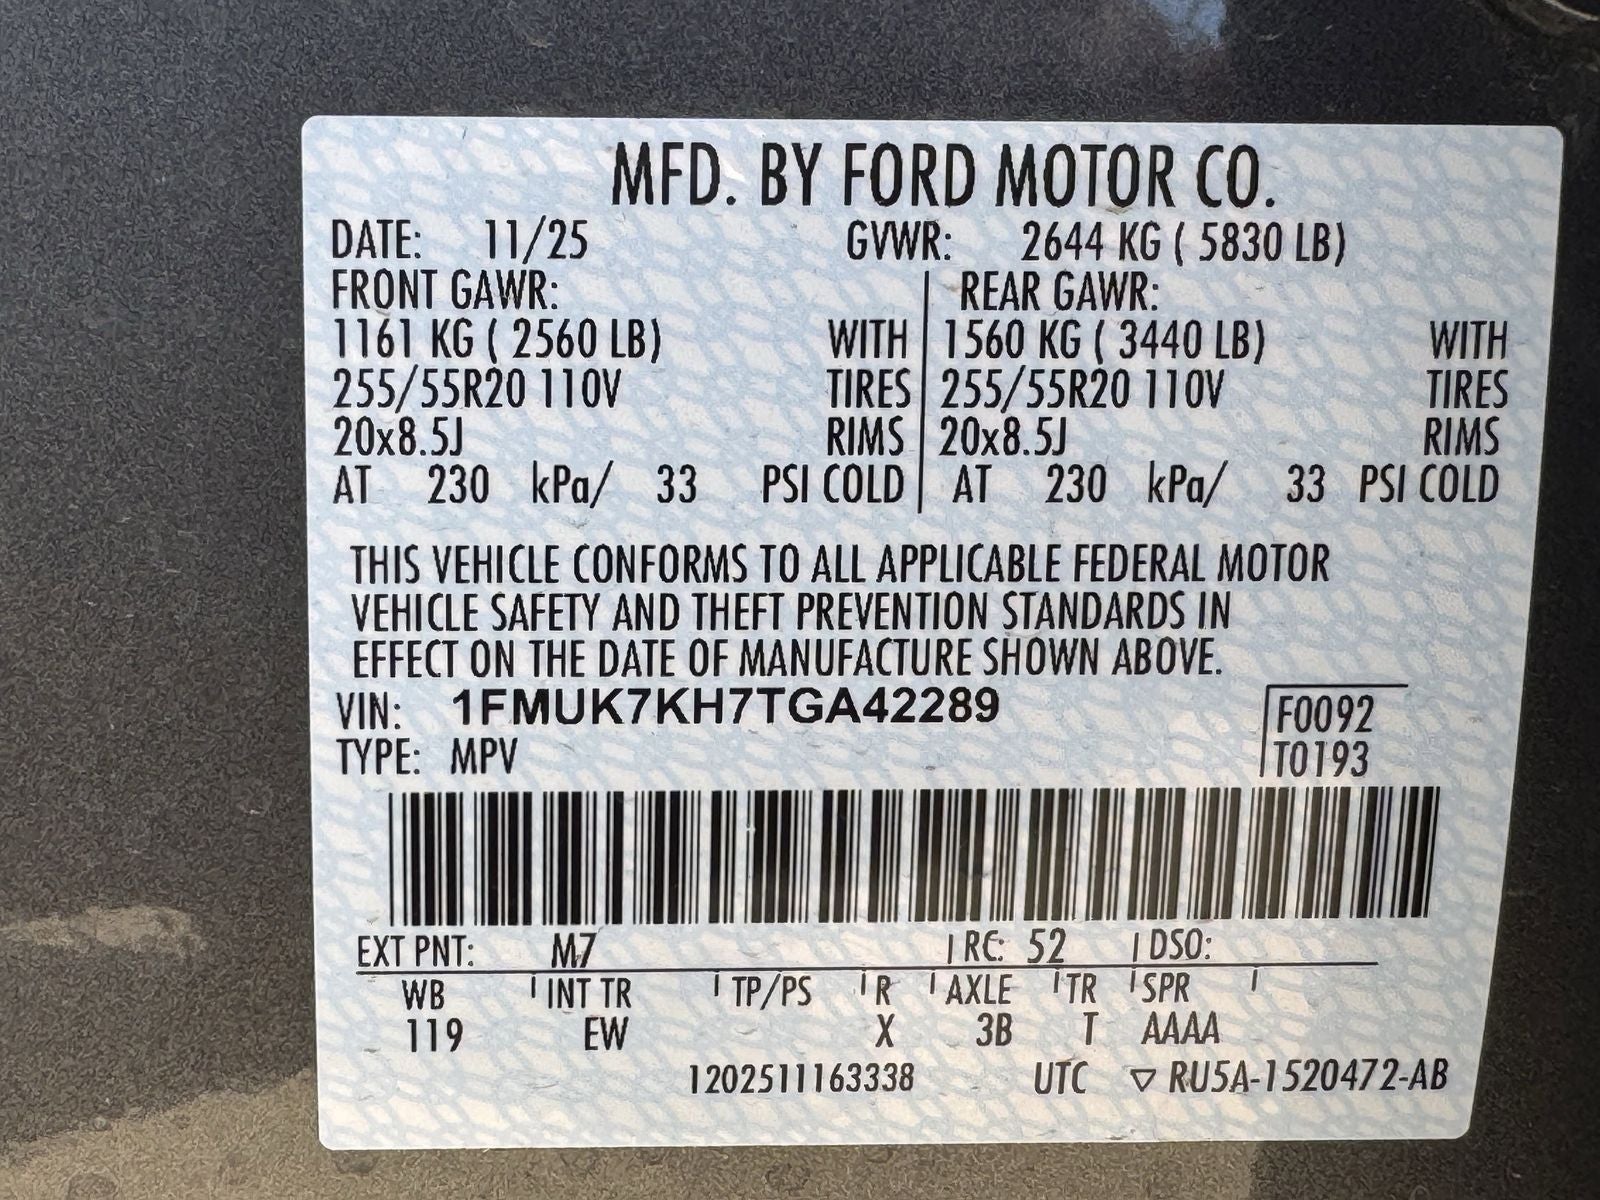 MFD. BY FORD MOTOR CO.
DATE: 11/25 GVWR: 2644 KG ( 5830 LB)
FRONT GAWR: REAR GAWR:
1161 KG ( 2560 LB) WITH 1560 KG ( 3440 LB) WITH
255/55R20 110V TIRES 255/55R20 110V TIRES
20x8.5J RIMS 20x8.5J RIMS
AT 230 kPa/ 33 PSI COLD AT 230 kPa/ 33 PSI COLD
THIS VEHICLE CONFORMS TO ALL APPLICABLE FEDERAL MOTOR
VEHICLE SAFETY AND THEFT PREVENTION STANDARDS IN
EFFECT ON THE DATE OF MANUFACTURE SHOWN ABOVE.
VIN: 1FMUK7KH7TGA42289 F0092
TYPE: MPV T0193
EXT PNT: M7 RC: 52 DSO:
WB INT TR TP/PS R AXLE TR SPR
119 EW X 3B T AAAA
1202511163338 UTC ▽ RU5A-1520472-AB